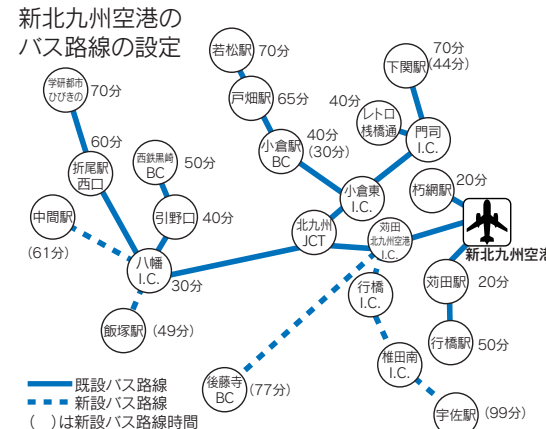 新北九州空港の
バス路線の設定
若松駅
70分
戸畑駅
65分
小倉駅
BC
40分
(30分)
下関駅
70分
(44分)
40分
レトロ
桟橋通
門司
I.C.
学研都市
ひびきの
70分
60分
折尾駅
西口
西鉄黒崎
BC
50分
引野口
40分
小倉東
I.C.
朽網駅
20分
中間駅
(61分)
八幡
I.C.
30分
北九州
JCT
苅田
北九州空港
I.C.
新北九州空港
飯塚駅
(49分)
行橋
I.C.
苅田駅
20分
行橋駅
50分
後藤寺
BC
(77分)
椎田南
I.C.
宇佐駅
(99分)
既設バス路線
新設バス路線
( )は新設バス路線時間